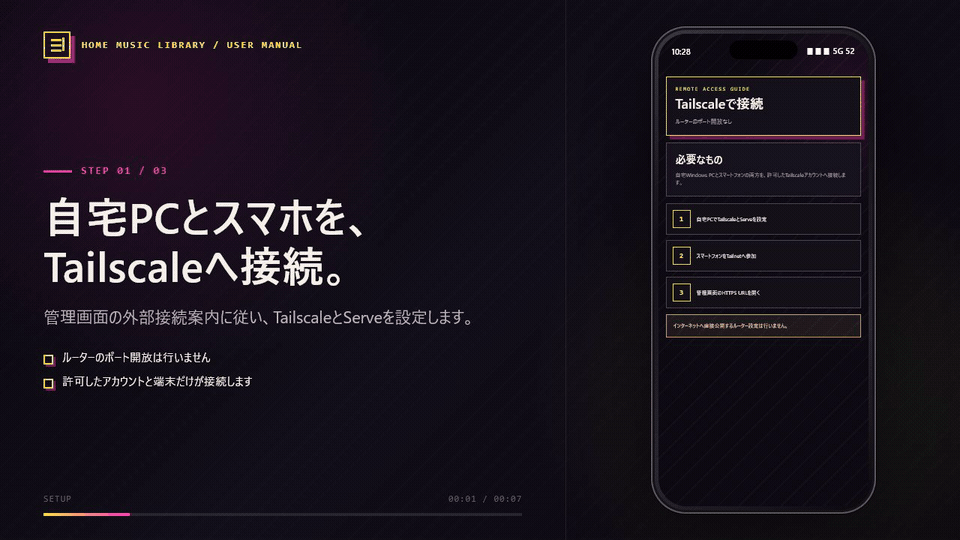 HOME MUSIC LIBRARY / USER MANUAL
STEP 01 / 03
自宅PCとスマホを、
Tailscaleへ接続。
管理画面の外部接続案内に従い、TailscaleとServeを設定します。
ルーターのポート開放は行いません
許可したアカウントと端末だけが接続します
SETUP
00:01 / 00:07
10:28
5G 52
REMOTE ACCESS GUIDE
Tailscaleで接続
ルーターのポート開放なし
必要なもの
自宅Windows PCとスマートフォンの両方を、許可したTailscaleアカウントへ接続しま
す。
1
自宅PCでTailscaleとServeを設定
2
スマートフォンをTailnetへ参加
3
管理画面のHTTPS URLを開く
インターネットへ直接公開するルーター設定は行いません。